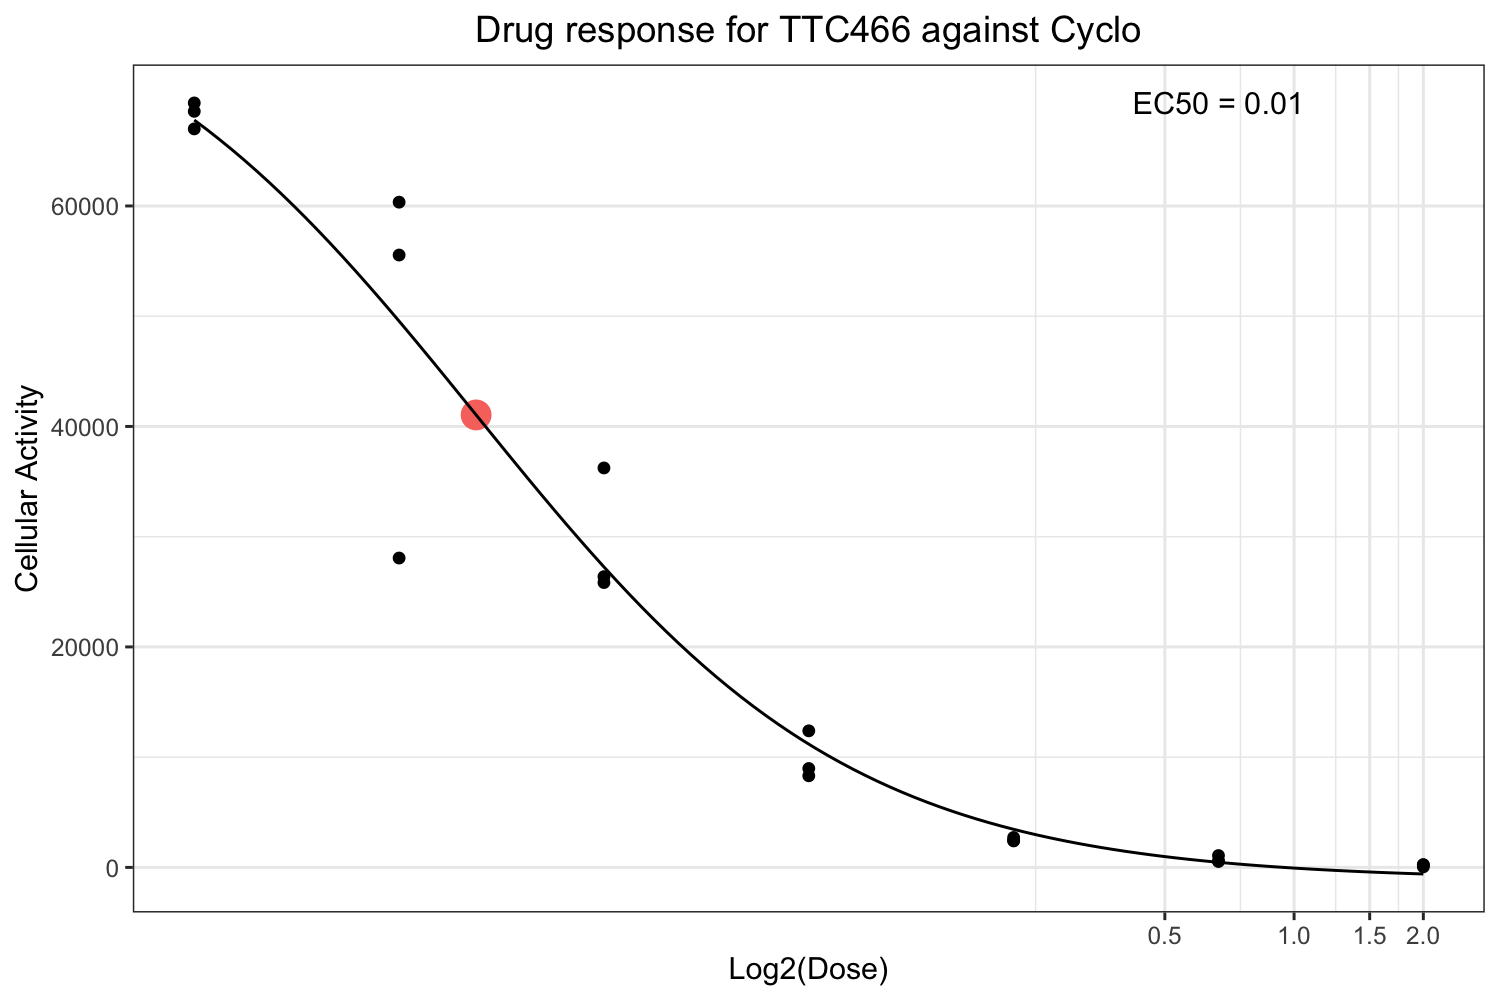 Drug response for TTC466 against Cyclo
EC50 = 0.01
Cellular Activity
60000
40000
20000
0
0.5 1.0 1.5 2.0
Log2(Dose)